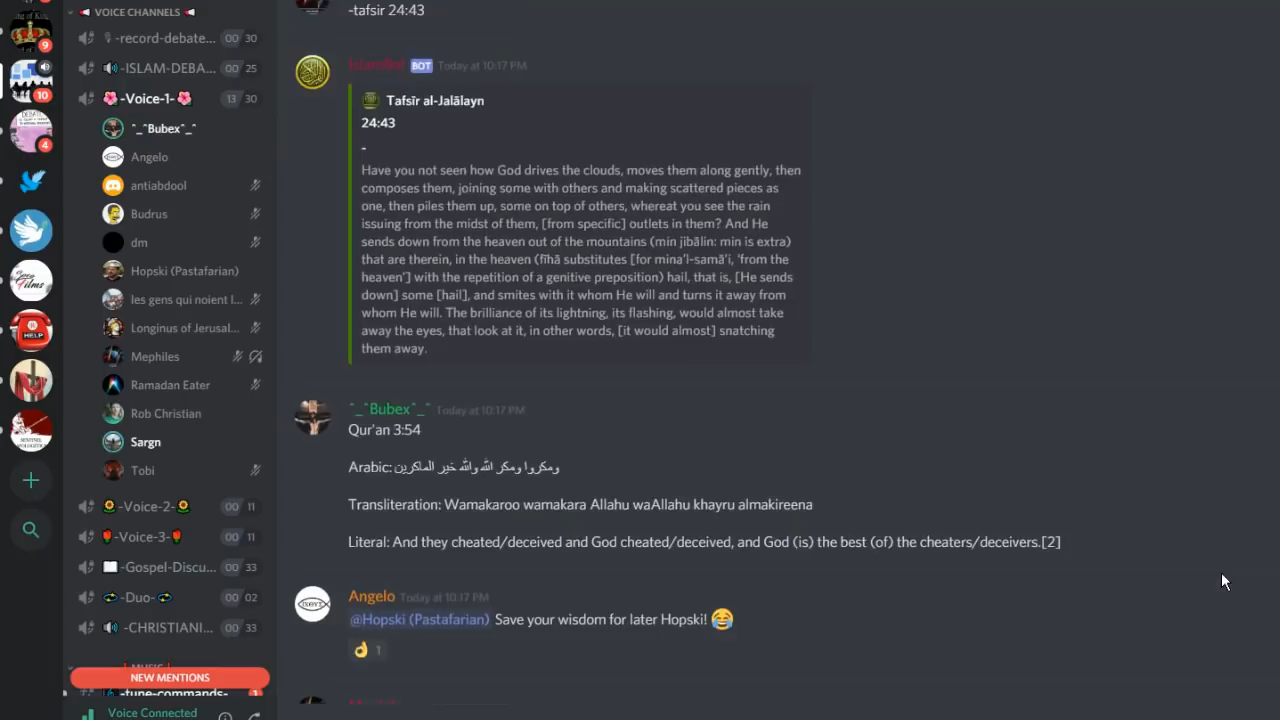 VOICE CHANNELS
-record-debate... 00 30
-ISLAM-DEBA... 00 25
-Voice-1- 13 30
^_^Bubex^_^
Angelo
antiabdool
Budrus
dm
Hopski (Pastafarian)
les gens qui noient l...
Longinus of Jerusal...
Mephiles
Ramadan Eater
Rob Christian
Sargn
Tobi
-Voice-2- 00 11
-Voice-3- 00 11
-Gospel-Discu... 00 33
-Duo- 00 02
-CHRISTIANI... 00 33
NEW MENTIONS
-tune-commands- 1
Voice Connected
9
10
4
HELP
-tafsir 24:43
IslamBot BOT Today at 10:17 PM
Tafsīr al-Jalālayn
24:43
-
Have you not seen how God drives the clouds, moves them along gently, then
composes them, joining some with others and making scattered pieces as
one, then piles them up, some on top of others, whereat you see the rain
issuing from the midst of them, [from specific] outlets in them? And He
sends down from the heaven out of the mountains (min jibālin: min is extra)
that are therein, in the heaven (fīhā substitutes [for mina'l-samā'i, 'from the
heaven'] with the repetition of a genitive preposition) hail, that is, [He sends
down] some [hail], and smites with it whom He will and turns it away from
whom He will. The brilliance of its lightning, its flashing, would almost take
away the eyes, that look at it, in other words, [it would almost] snatching
them away.
^_^Bubex^_^ Today at 10:17 PM
Qur'an 3:54
Arabic: ومكروا ومكر الله والله خير الماكرين
Transliteration: Wamakaroo wamakara Allahu waAllahu khayru almakireena
Literal: And they cheated/deceived and God cheated/deceived, and God (is) the best (of) the cheaters/deceivers.[2]
Angelo Today at 10:17 PM
@Hopski (Pastafarian) Save your wisdom for later Hopski! 😂
👌 1